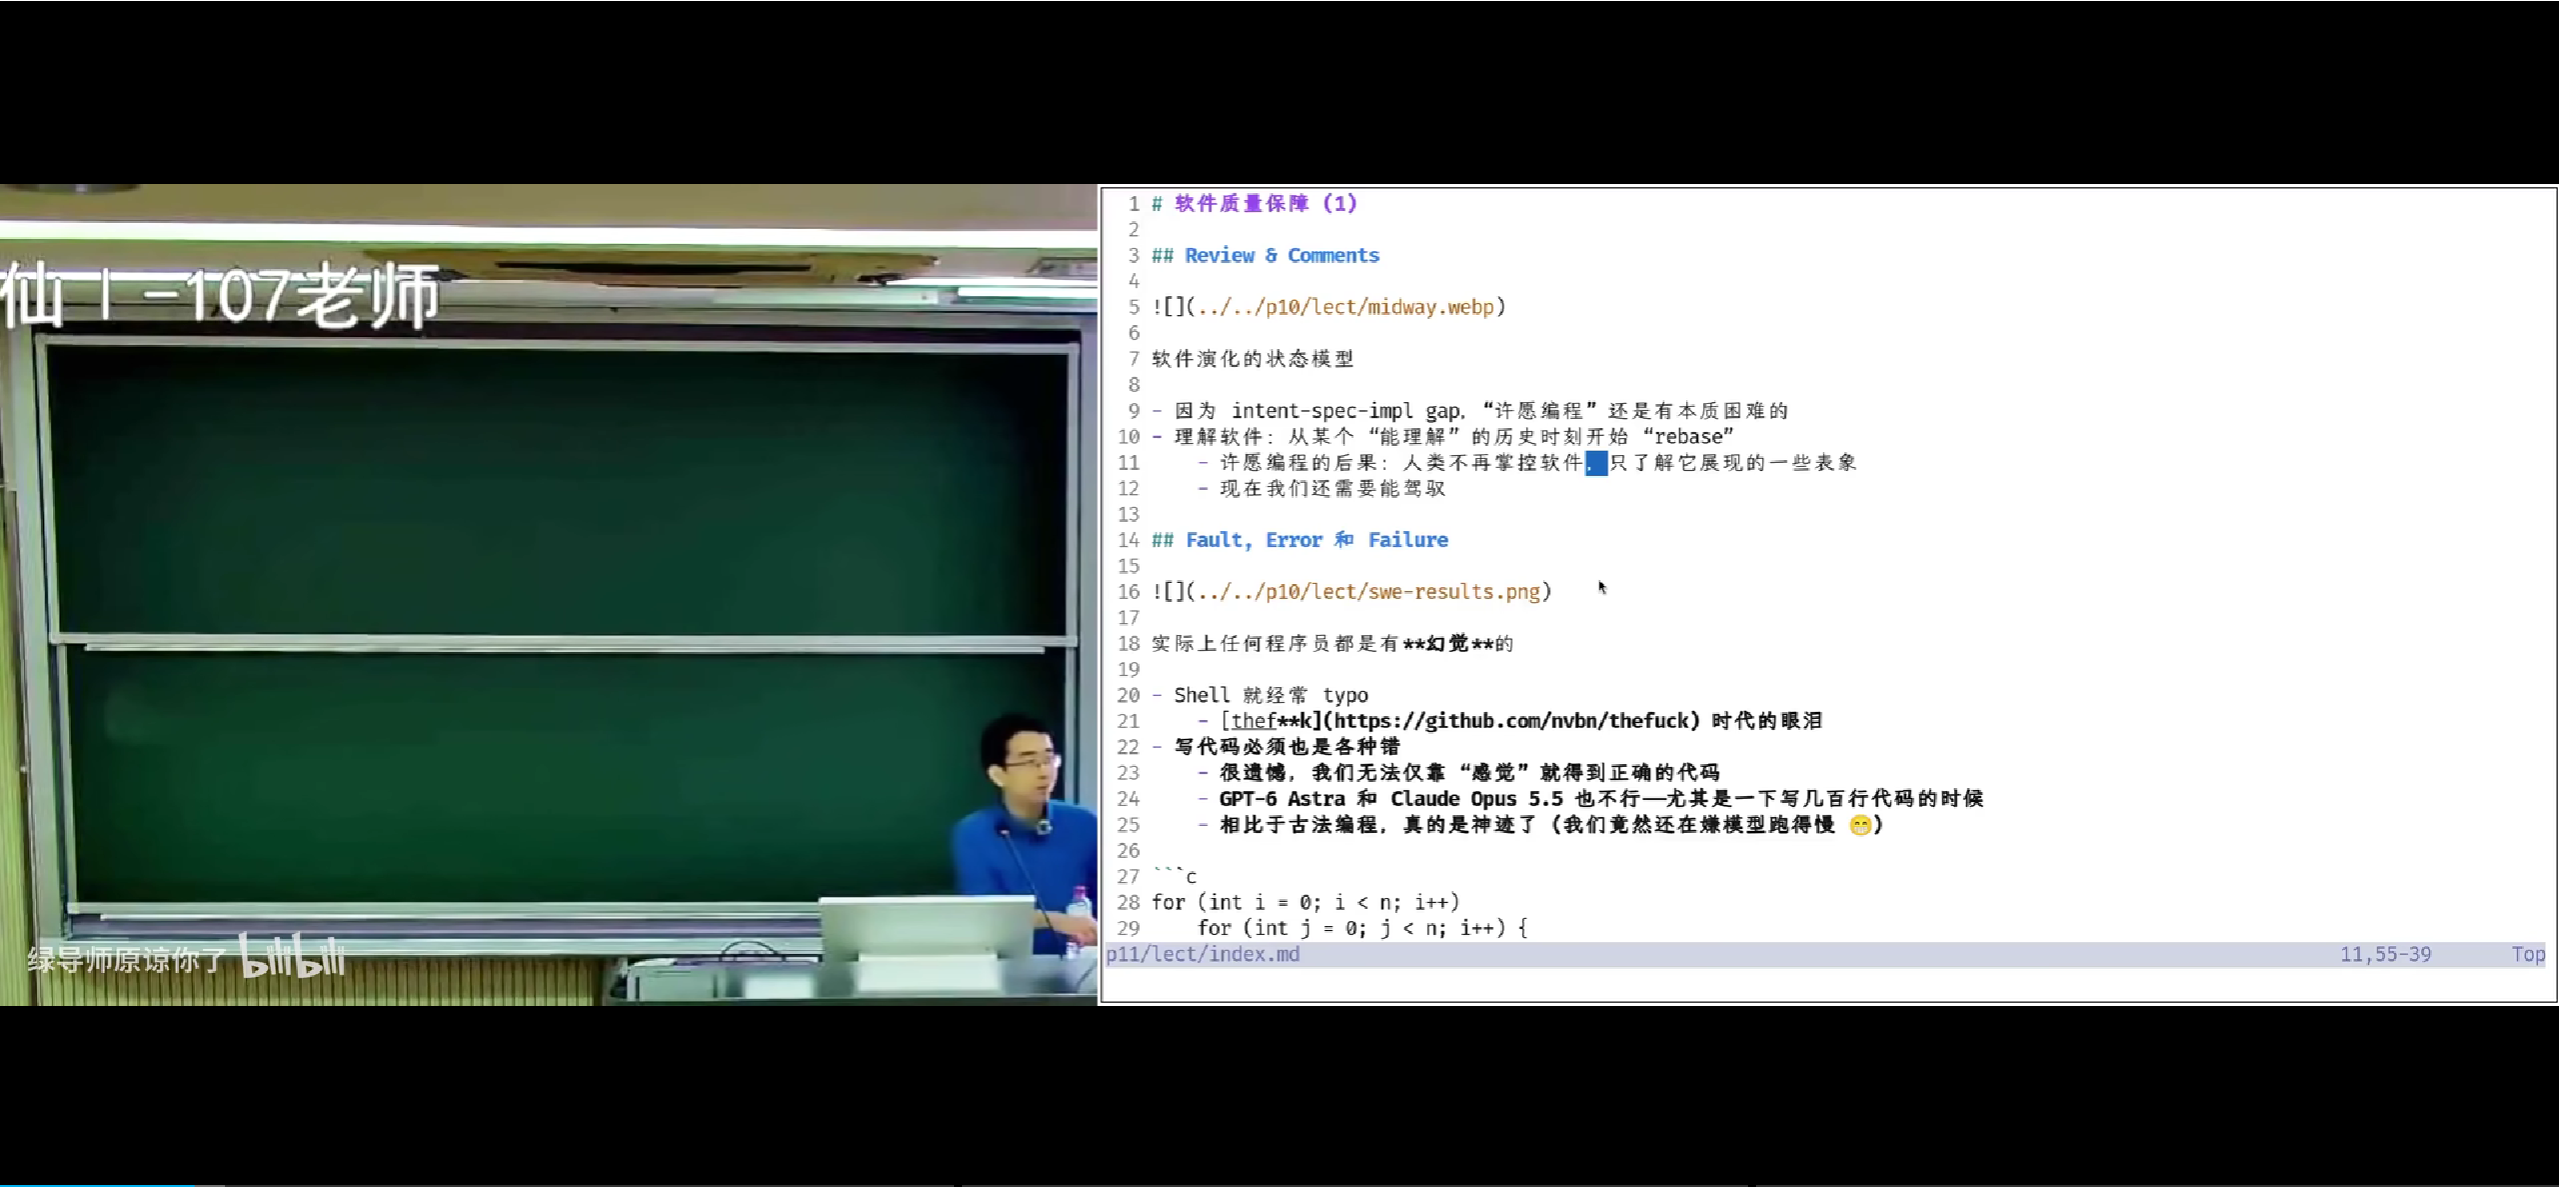 仙Ⅰ-107老师
绿导师原谅你了 bilibili
1 # 软件质量保障 (1)
2
3 ## Review & Comments
4
5 ![](../../p10/lect/midway.webp)
6
7 软件演化的状态模型
8
9 - 因为 intent-spec-impl gap，“许愿编程”还是有本质困难的
10 - 理解软件：从某个“能理解”的历史时刻开始“rebase”
11     - 许愿编程的后果：人类不再掌控软件，只了解它展现的一些表象
12     - 现在我们还需要能驾驭
13
14 ## Fault, Error 和 Failure
15
16 ![](../../p10/lect/swe-results.png)
17
18 实际上任何程序员都是有**幻觉**的
19
20 - Shell 就经常 typo
21     - [thef**k](https://github.com/nvbn/thefuck) 时代的眼泪
22 - 写代码必须也是各种错
23     - 很遗憾，我们无法仅靠“感觉”就得到正确的代码
24     - GPT-6 Astra 和 Claude Opus 5.5 也不行——尤其是一下写几百行代码的时候
25     - 相比于古法编程，真的是神迹了 (我们竟然还在嫌模型跑得慢 😁)
26
27 ```c
28 for (int i = 0; i < n; i++)
29     for (int j = 0; j < n; i++) {
p11/lect/index.md 11,55-39 Top